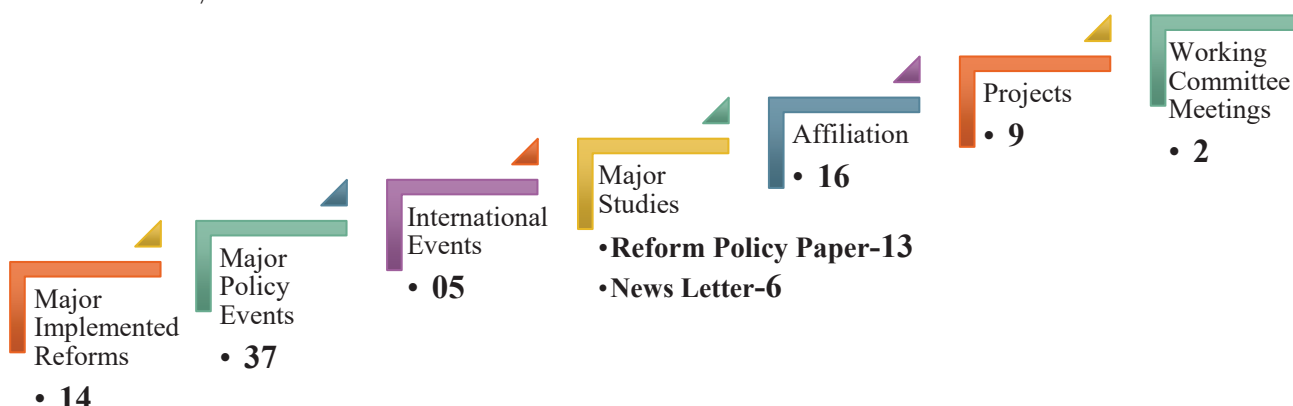 Major
Implemented
Reforms
• 14
Major
Policy
Events
• 37
International
Events
• 05
Major
Studies
•Reform Policy Paper-13
•News Letter-6
Affiliation
• 16
Projects
• 9
Working
Committee
Meetings
• 2